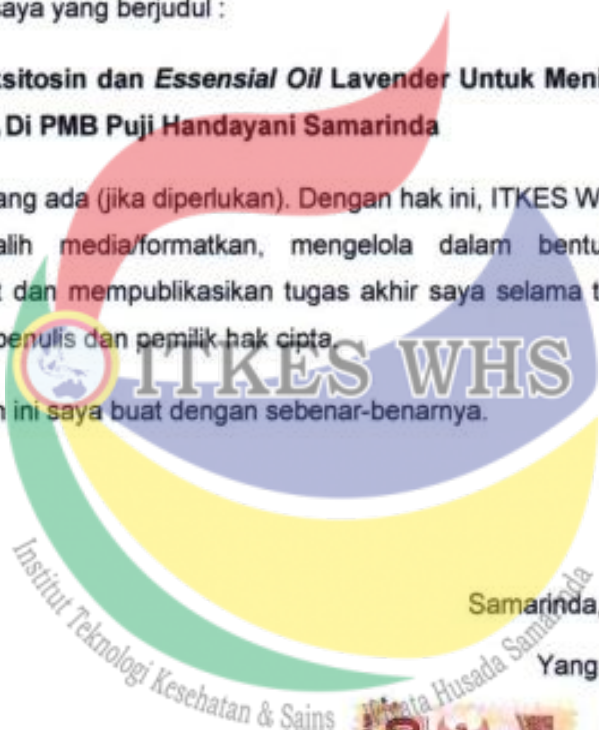 saya yang berjudul :
sitosin dan Essensial Oil Lavender Untuk Meni
Di PMB Puji Handayani Samarinda
ang ada (jika diperlukan). Dengan hak ini, ITKES W
alih media/formatkan, mengelola dalam bentu
dan mempublikasikan tugas akhir saya selama t
penulis dan pemilik hak cipta.
ITKES WHS
ini saya buat dengan sebenar-benarnya.
Samarinda,
Yang
Institut Teknologi Kesehatan & Sains Wiyata Husada Samarinda